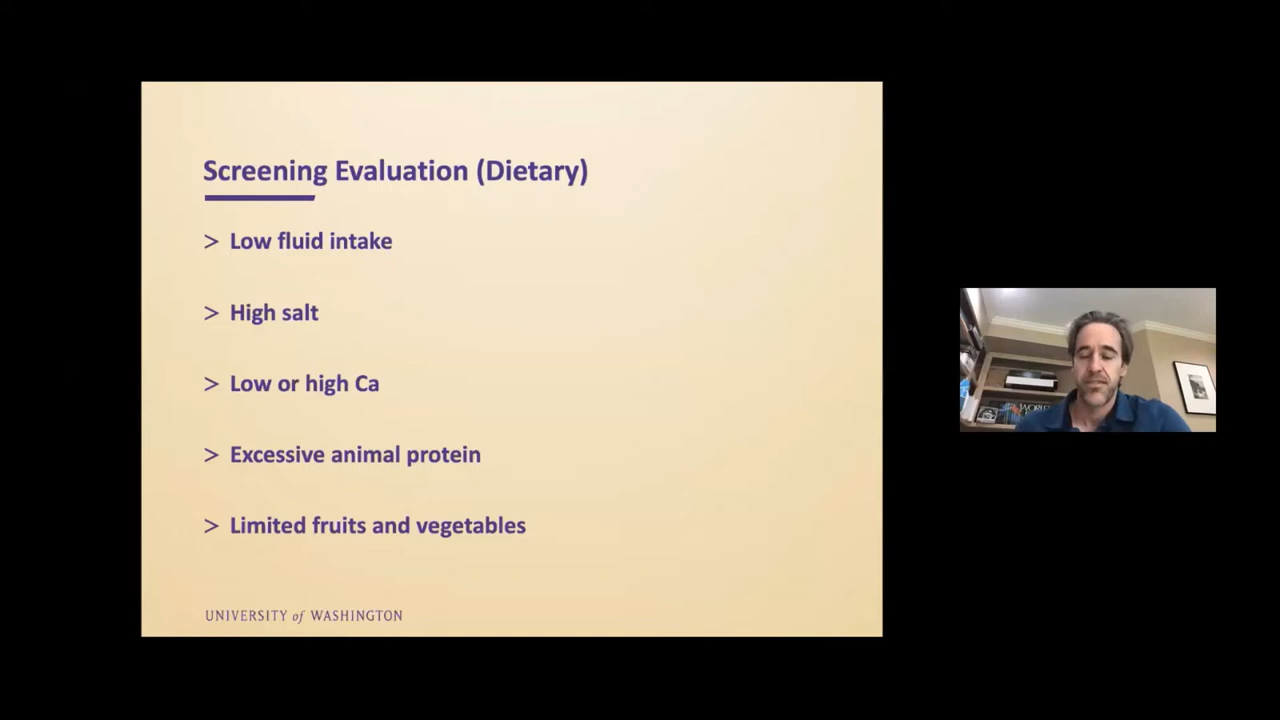 Screening Evaluation (Dietary)
> Low fluid intake
> High salt
> Low or high Ca
> Excessive animal protein
> Limited fruits and vegetables
UNIVERSITY of WASHINGTON